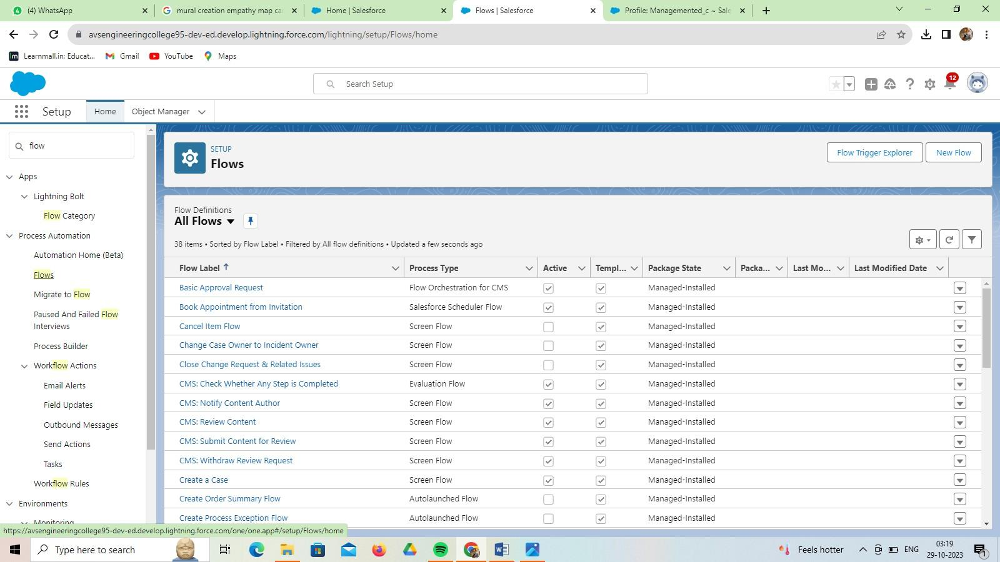 (4) WhatsApp
mural creation empathy map ca
Home | Salesforce
Flows | Salesforce
Profile: Managemented_c ~ Sale
avsengineeringcollege95-dev-ed.develop.lightning.force.com/lightning/setup/Flows/home
Learnmall.in: Educat...
Gmail
YouTube
Maps
Search Setup
12
Setup
Home
Object Manager
flow
Apps
Lightning Bolt
Flow Category
Process Automation
Automation Home (Beta)
Flows
Migrate to Flow
Paused And Failed Flow
Interviews
Process Builder
Workflow Actions
Email Alerts
Field Updates
Outbound Messages
Send Actions
Tasks
Workflow Rules
Environments
Monitoring
SETUP
Flows
Flow Trigger Explorer
New Flow
Flow Definitions
All Flows
38 items • Sorted by Flow Label • Filtered by All flow definitions • Updated a few seconds ago
Flow Label Process Type Active Templ... Package State Packa... Last Mo... Last Modified Date
Basic Approval Request Flow Orchestration for CMS Managed-Installed
Book Appointment from Invitation Salesforce Scheduler Flow Managed-Installed
Cancel Item Flow Screen Flow Managed-Installed
Change Case Owner to Incident Owner Screen Flow Managed-Installed
Close Change Request & Related Issues Screen Flow Managed-Installed
CMS: Check Whether Any Step is Completed Evaluation Flow Managed-Installed
CMS: Notify Content Author Screen Flow Managed-Installed
CMS: Review Content Screen Flow Managed-Installed
CMS: Submit Content for Review Screen Flow Managed-Installed
CMS: Withdraw Review Request Screen Flow Managed-Installed
Create a Case Screen Flow Managed-Installed
Create Order Summary Flow Autolaunched Flow Managed-Installed
Create Process Exception Flow Autolaunched Flow Managed-Installed
https://avsengineeringcollege95-dev-ed.develop.lightning.force.com/one/one.app#/setup/Flows/home
Type here to search
Feels hotter
ENG
03:19
29-10-2023
1